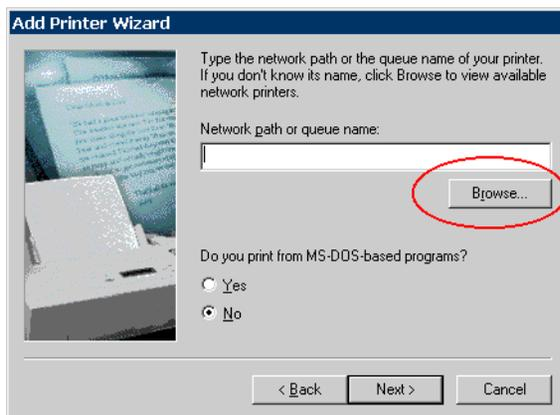 Add Printer Wizard
Type the network path or the queue name of your printer.
If you don't know its name, click Browse to view available
network printers.
Network path or queue name:
Browse...
Do you print from MS-DOS-based programs?
Yes
No
< Back
Next >
Cancel